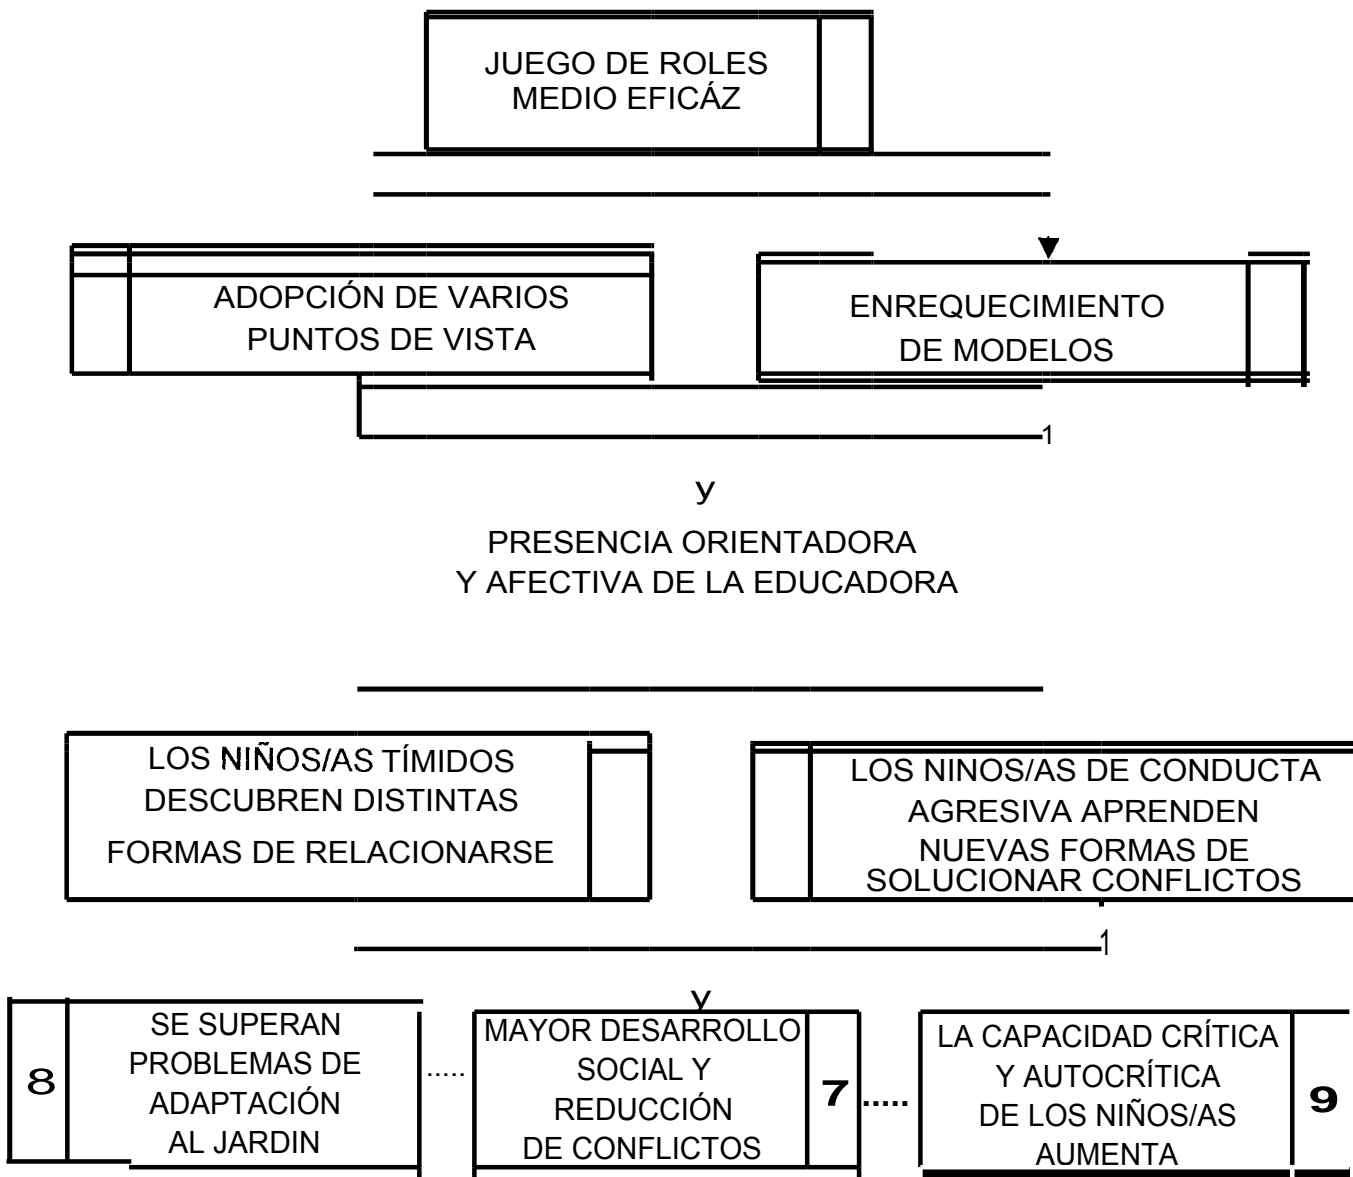 JUEGO DE ROLES
MEDIO EFICÁZ
ADOPCIÓN DE VARIOS
PUNTOS DE VISTA
ENREQUECIMIENTO
DE MODELOS
1
y
PRESENCIA ORIENTADORA
Y AFECTIVA DE LA EDUCADORA
LOS NIÑOS/AS TÍMIDOS
DESCUBREN DISTINTAS
FORMAS DE RELACIONARSE
LOS NINOS/AS DE CONDUCTA
AGRESIVA APRENDEN
NUEVAS FORMAS DE
SOLUCIONAR CONFLICTOS
1
y
8
SE SUPERAN
PROBLEMAS DE
ADAPTACIÓN
AL JARDIN
.....
MAYOR DESARROLLO
SOCIAL Y
REDUCCIÓN
DE CONFLICTOS
7
.....
LA CAPACIDAD CRÍTICA
Y AUTOCRÍTICA
DE LOS NIÑOS/AS
AUMENTA
9